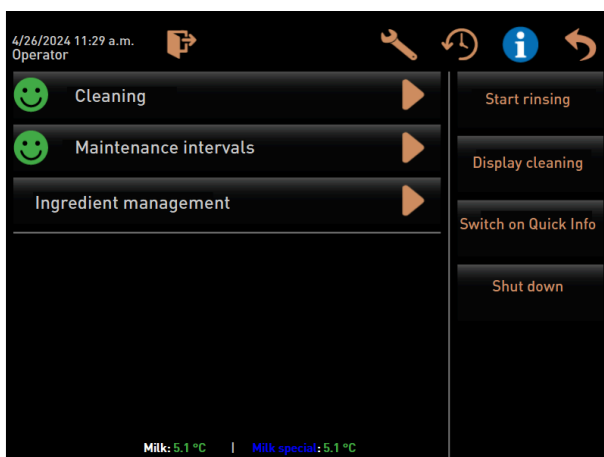 4/26/2024 11:29 a.m.
Operator
Cleaning
Maintenance intervals
Ingredient management
Start rinsing
Display cleaning
Switch on Quick Info
Shut down
Milk: 5.1 °C | Milk special: 5.1 °C